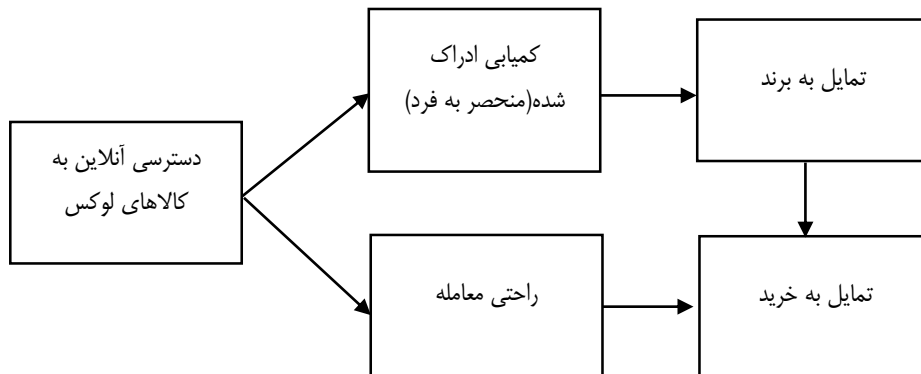 کمیابی ادراک
شده(منحصر به فرد)
تمایل به برند
دسترسی آنلاین به
کالاهای لوکس
راحتی معامله
تمایل به خرید